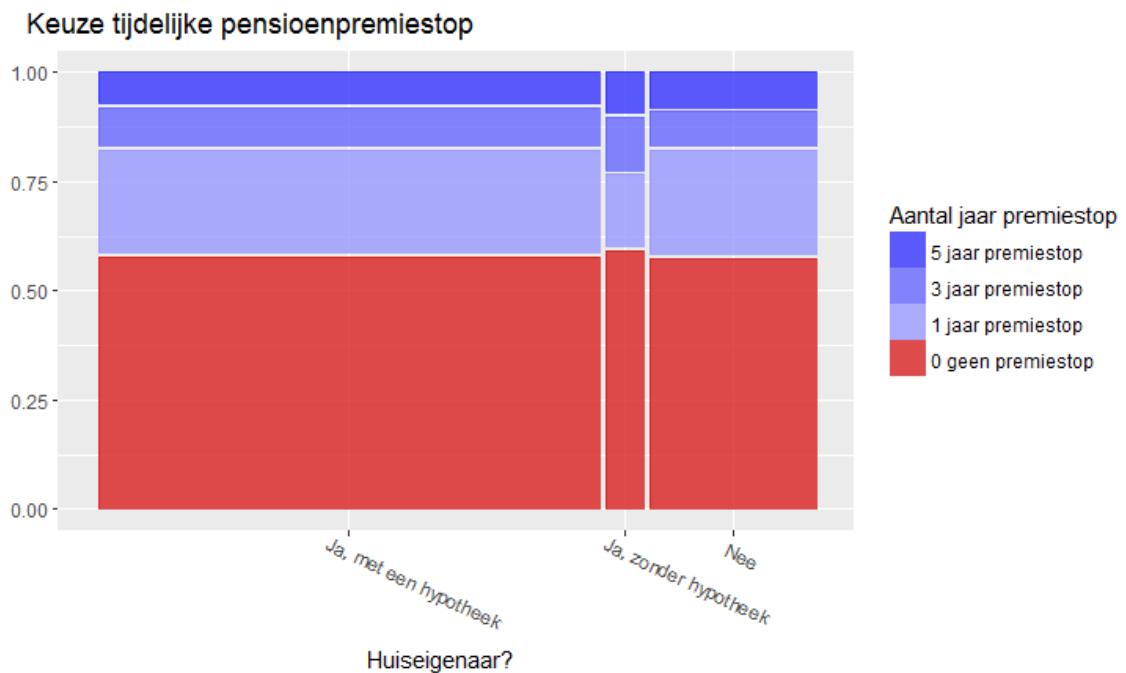 Keuze tijdelijke pensioenpremiestop
1.00
0.75
0.50
0.25
0.00
Ja, met een hypotheek
Ja, zonder hypotheek
Nee
Huiseigenaar?
Aantal jaar premiestop
5 jaar premiestop
3 jaar premiestop
1 jaar premiestop
0 geen premiestop